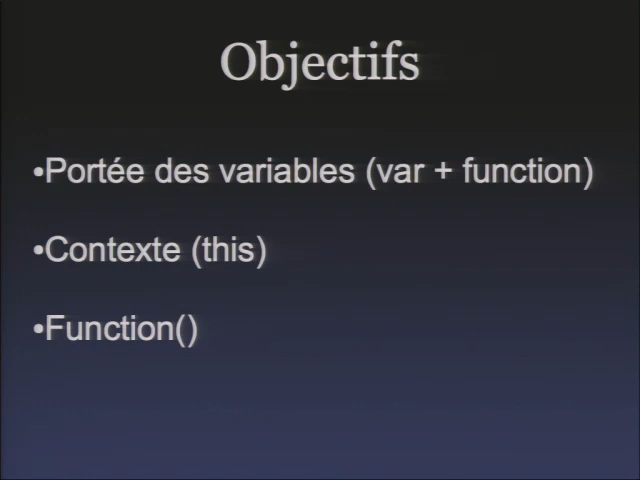 Objectifs
•Portée des variables (var + function)
•Contexte (this)
•Function()